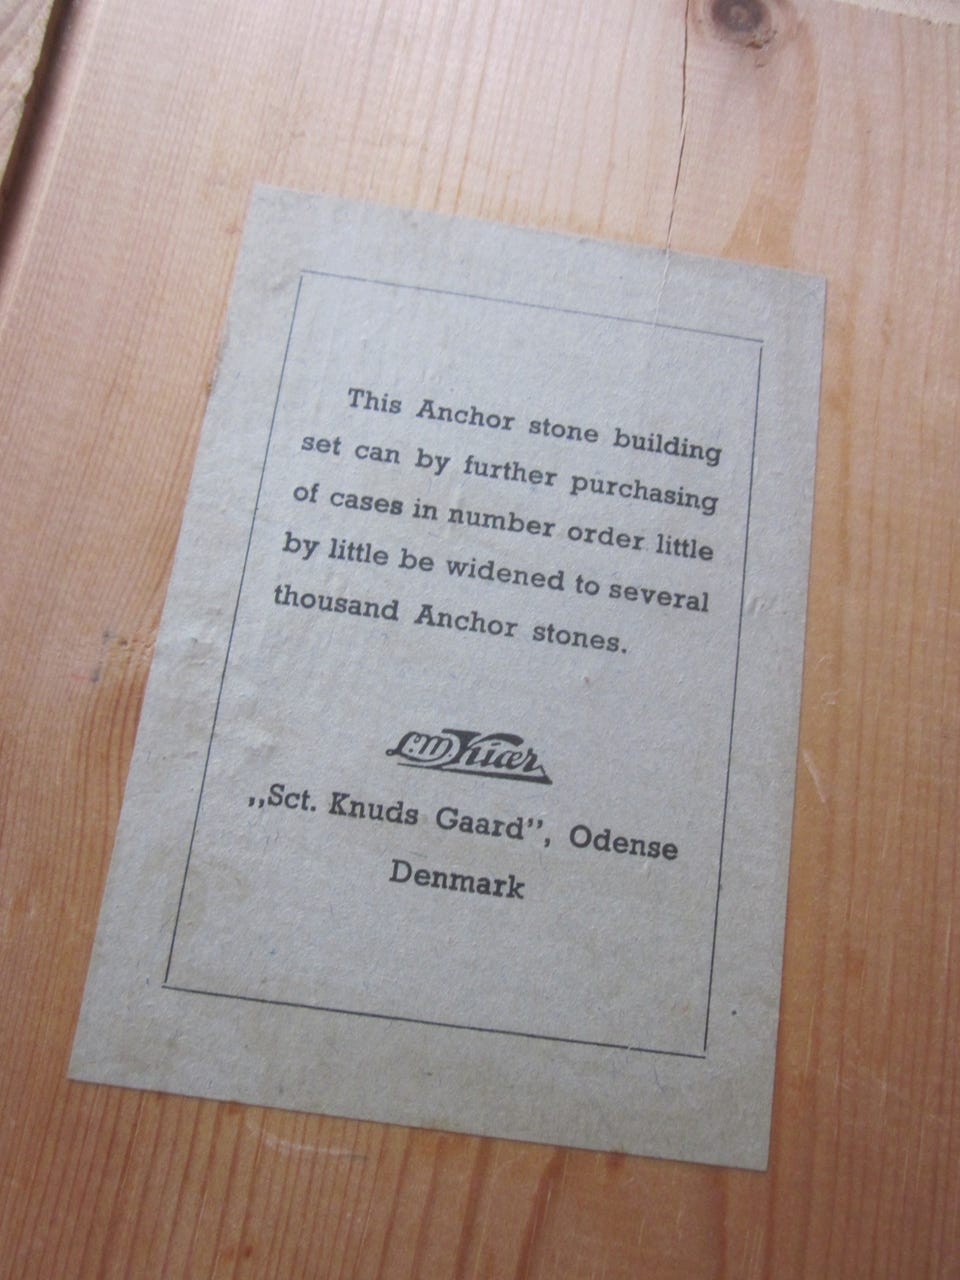 This Anchor stone building
set can by further purchasing
of cases in number order little
by little be widened to several
thousand Anchor stones.
L.W. Kiær
„Sct. Knuds Gaard”, Odense
Denmark